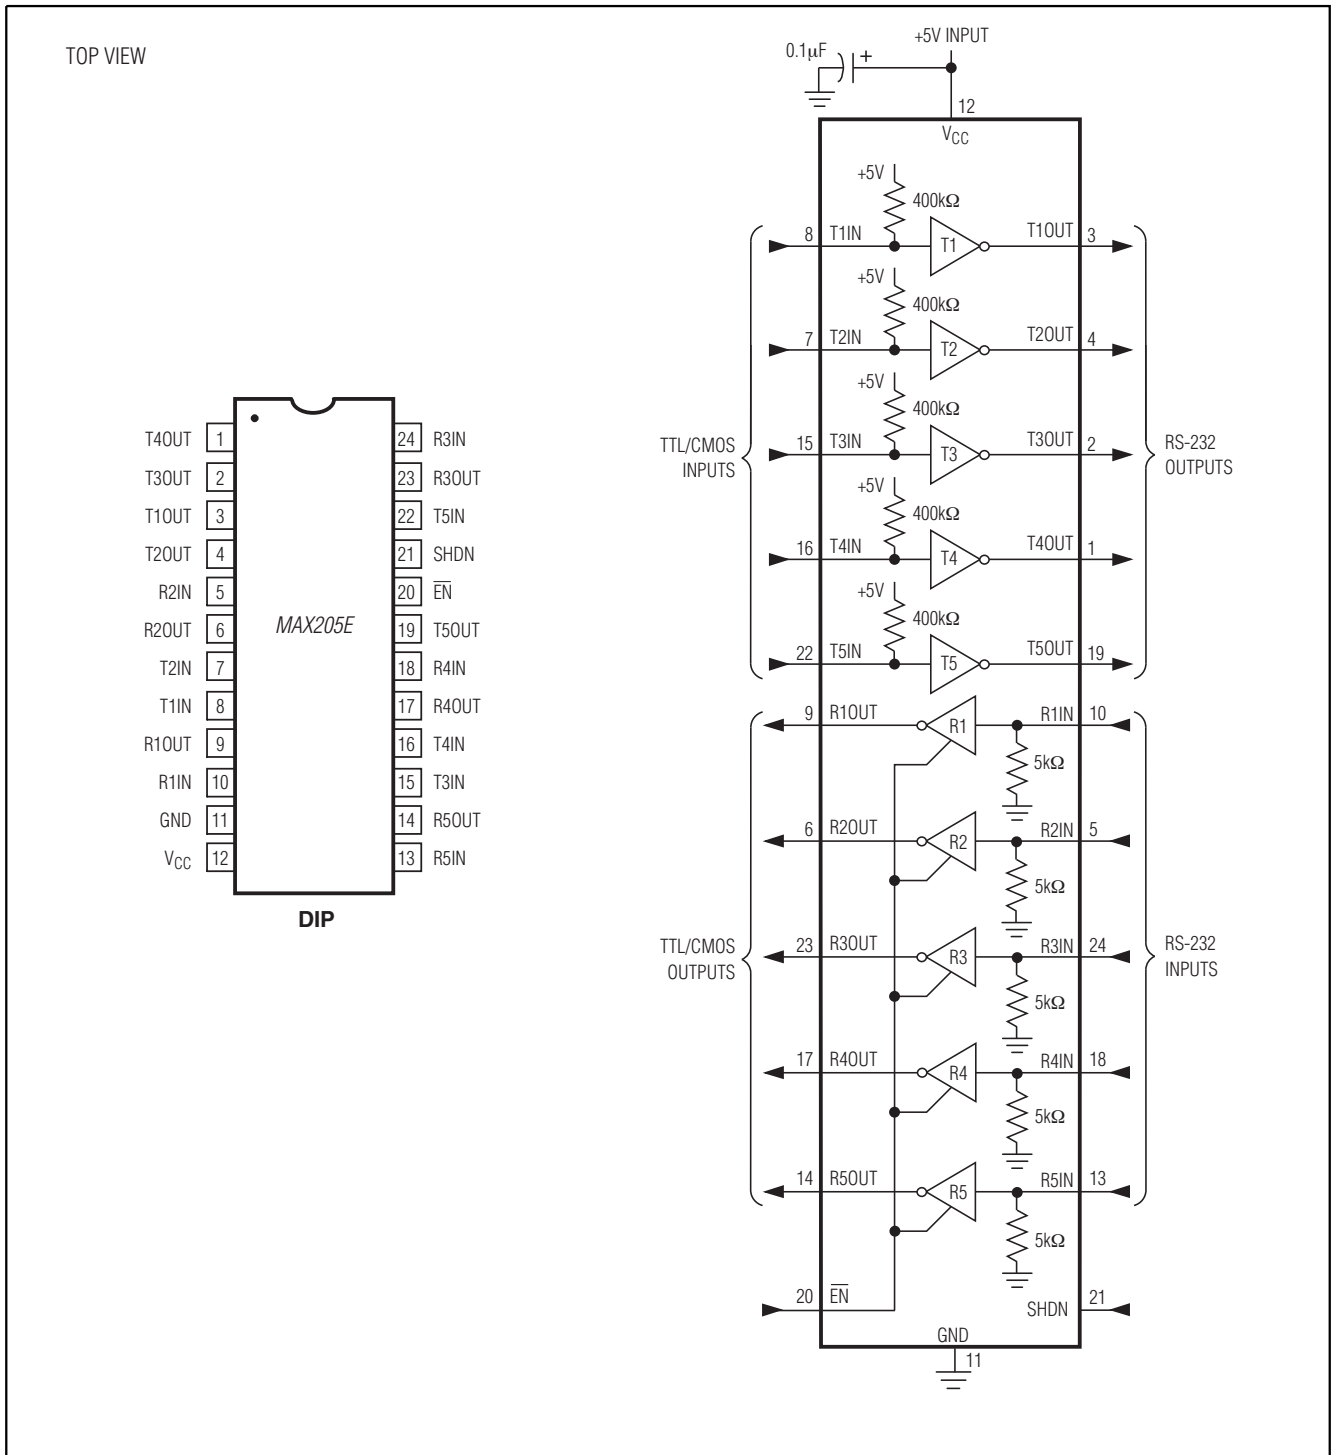 TOP VIEW
T4OUT 1
T3OUT 2
T1OUT 3
T2OUT 4
R2IN 5
R2OUT 6
T2IN 7
T1IN 8
R1OUT 9
R1IN 10
GND 11
VCC 12
MAX205E
24 R3IN
23 R3OUT
22 T5IN
21 SHDN
20 EN
19 T5OUT
18 R4IN
17 R4OUT
16 T4IN
15 T3IN
14 R5OUT
13 R5IN
DIP
+5V INPUT
0.1μF +
12
VCC
+5V
400kΩ
8 T1IN T1 T1OUT 3
+5V
400kΩ
7 T2IN T2 T2OUT 4
+5V
400kΩ
TTL/CMOS
INPUTS
15 T3IN T3 T3OUT 2
RS-232
OUTPUTS
+5V
400kΩ
16 T4IN T4 T4OUT 1
+5V
400kΩ
22 T5IN T5 T5OUT 19
9 R1OUT R1 R1IN 10
5kΩ
6 R2OUT R2 R2IN 5
5kΩ
TTL/CMOS
OUTPUTS
23 R3OUT R3 R3IN 24
RS-232
INPUTS
5kΩ
17 R4OUT R4 R4IN 18
5kΩ
14 R5OUT R5 R5IN 13
5kΩ
20 EN
SHDN 21
GND
11